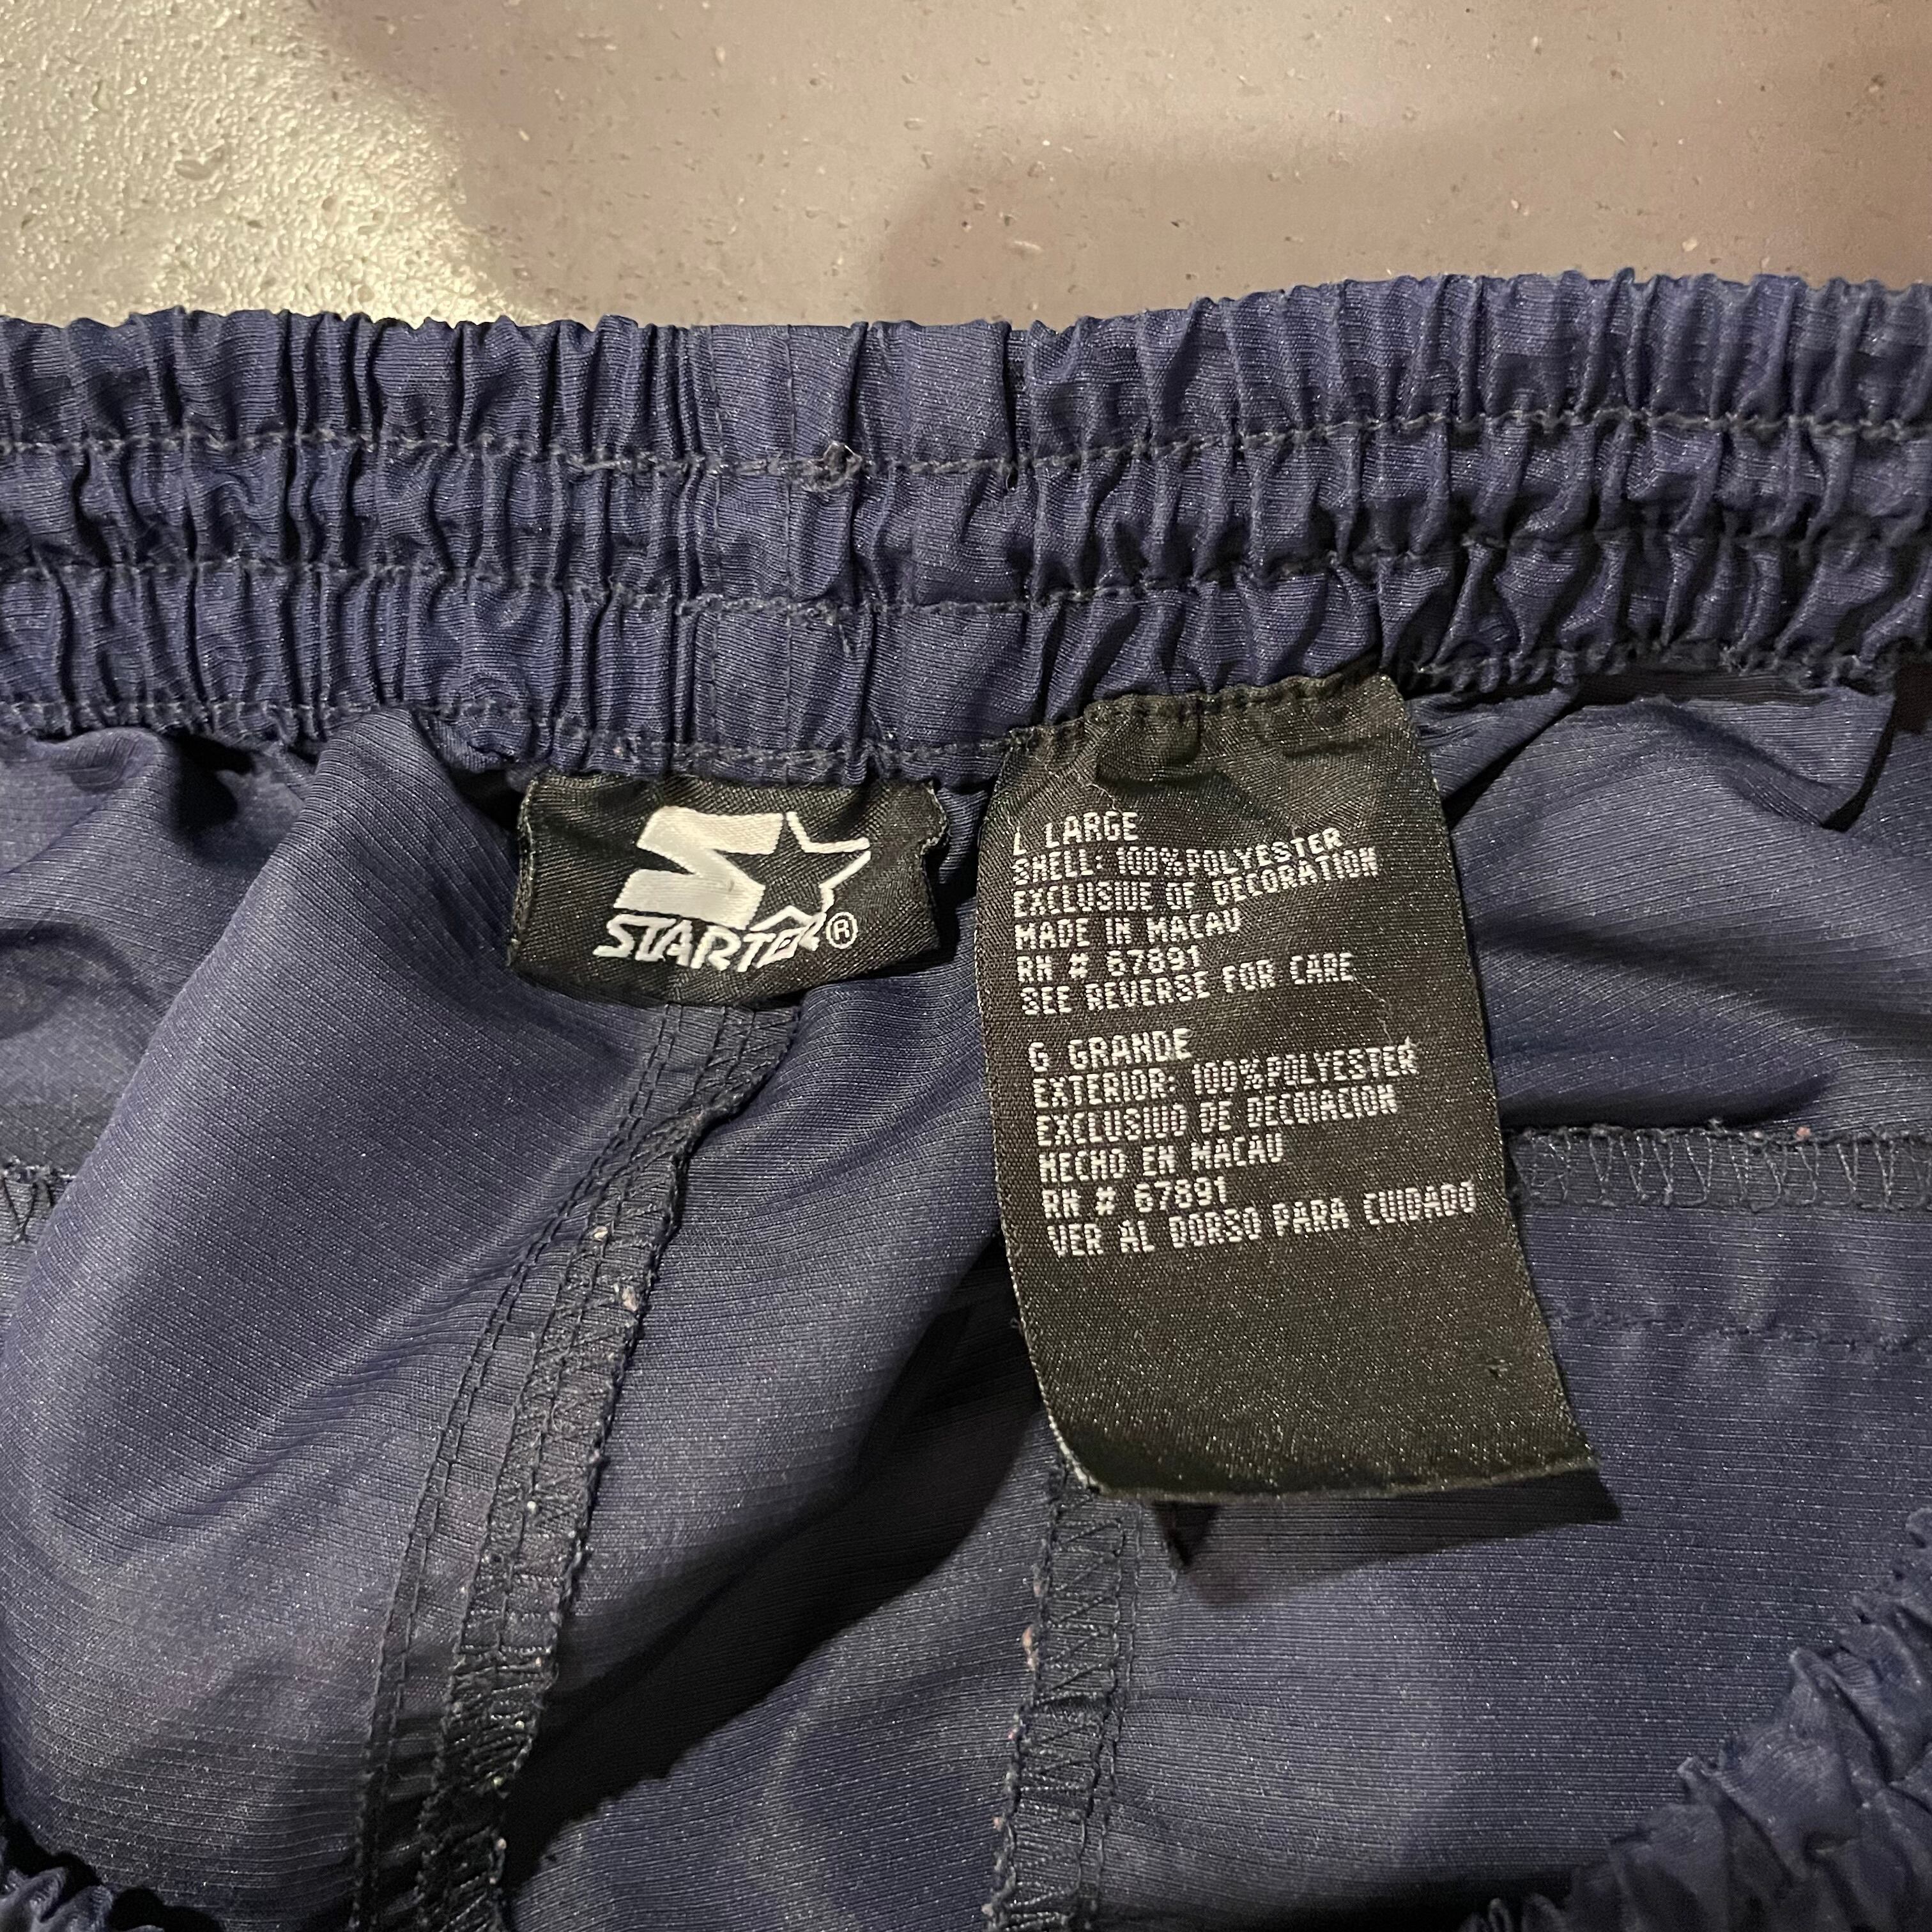 STARTER®
L LARGE
SHELL: 100%POLYESTER
EXCLUSIVE OF DECORATION
MADE IN MACAU
RN # 67891
SEE REVERSE FOR CARE
G GRANDE
EXTERIOR: 100%POLYESTER
EXCLUSIUO DE DECOIACION
HECHO EN MACAU
RN # 67891
VER AL DORSO PARA CUIDADO